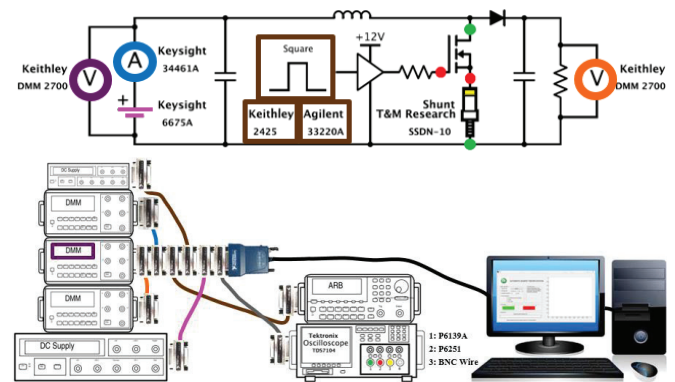 Keithley
DMM 2700
V
A
Keysight
34461A
+
Keysight
6675A
Square
Keithley
2425
Agilent
33220A
+12V
Shunt
T&M Research
SSDN-10
V
Keithley
DMM 2700
DC Supply
DMM
DMM
DMM
DC Supply
ARB
Tektronix
Oscilloscope
TDS7104
1: P6139A
2: P6251
3: BNC Wire